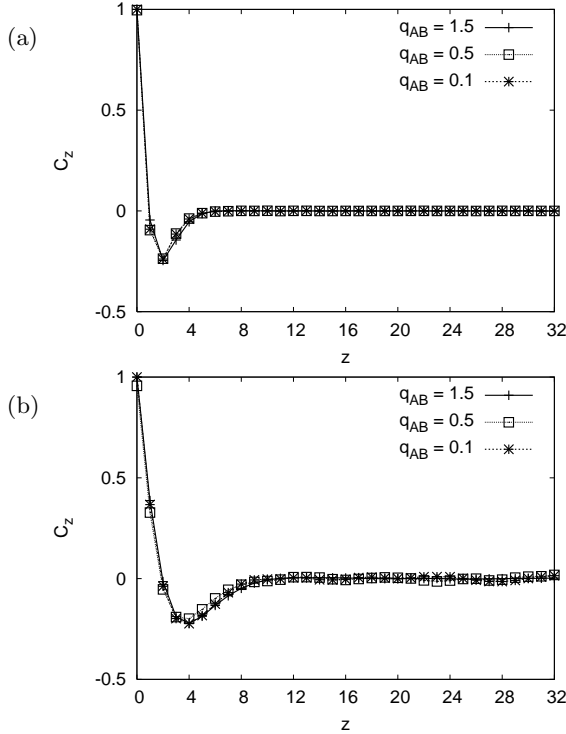 (a)
1
0.5
0
-0.5
C_z
0 4 8 12 16 20 24 28 32
z
q_AB = 1.5
q_AB = 0.5
q_AB = 0.1
(b)
1
0.5
0
-0.5
C_z
0 4 8 12 16 20 24 28 32
z
q_AB = 1.5
q_AB = 0.5
q_AB = 0.1